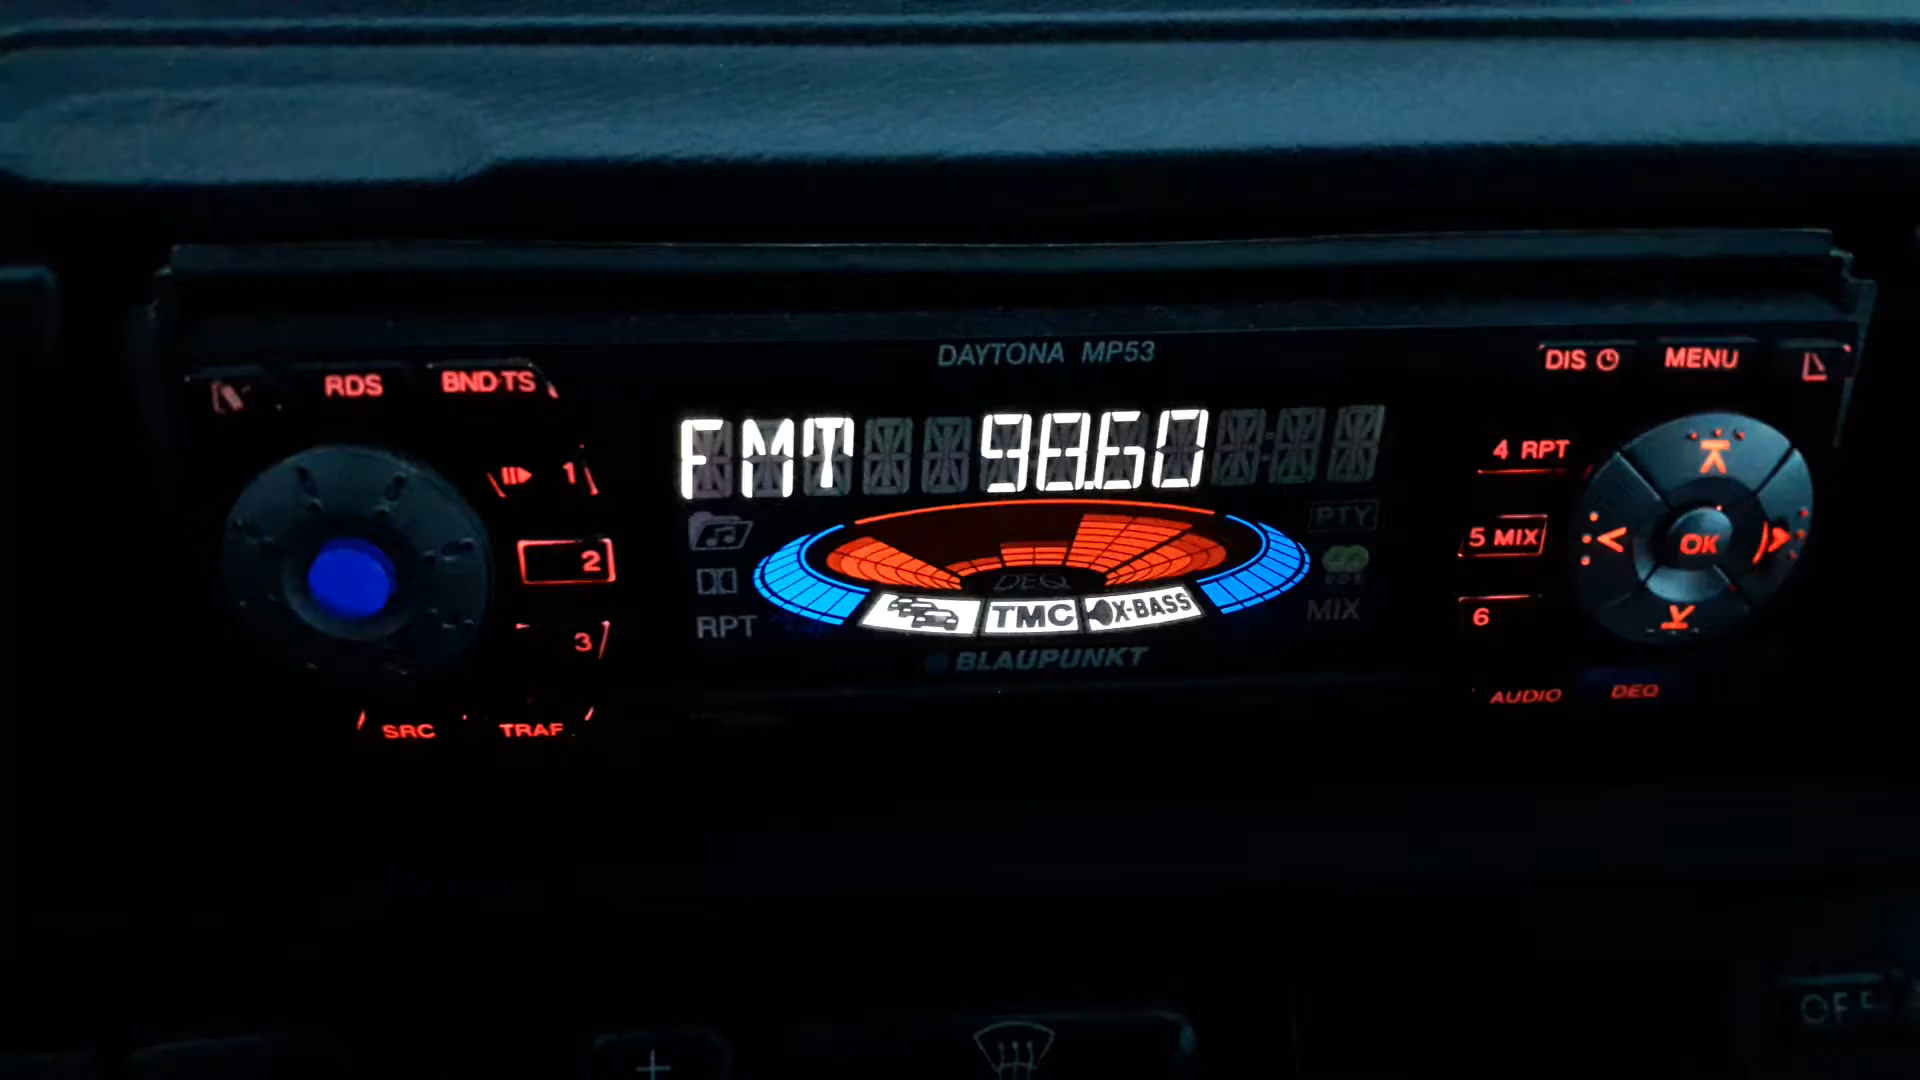 DAYTONA MP53
RDS
BND·TS
DIS
MENU
FMT 98.60
1
2
3
4 RPT
5 MIX
6
OK
PTY
RPT
DEQ
TMC
X-BASS
MIX
BLAUPUNKT
SRC
TRAF
AUDIO
DEQ
OFF